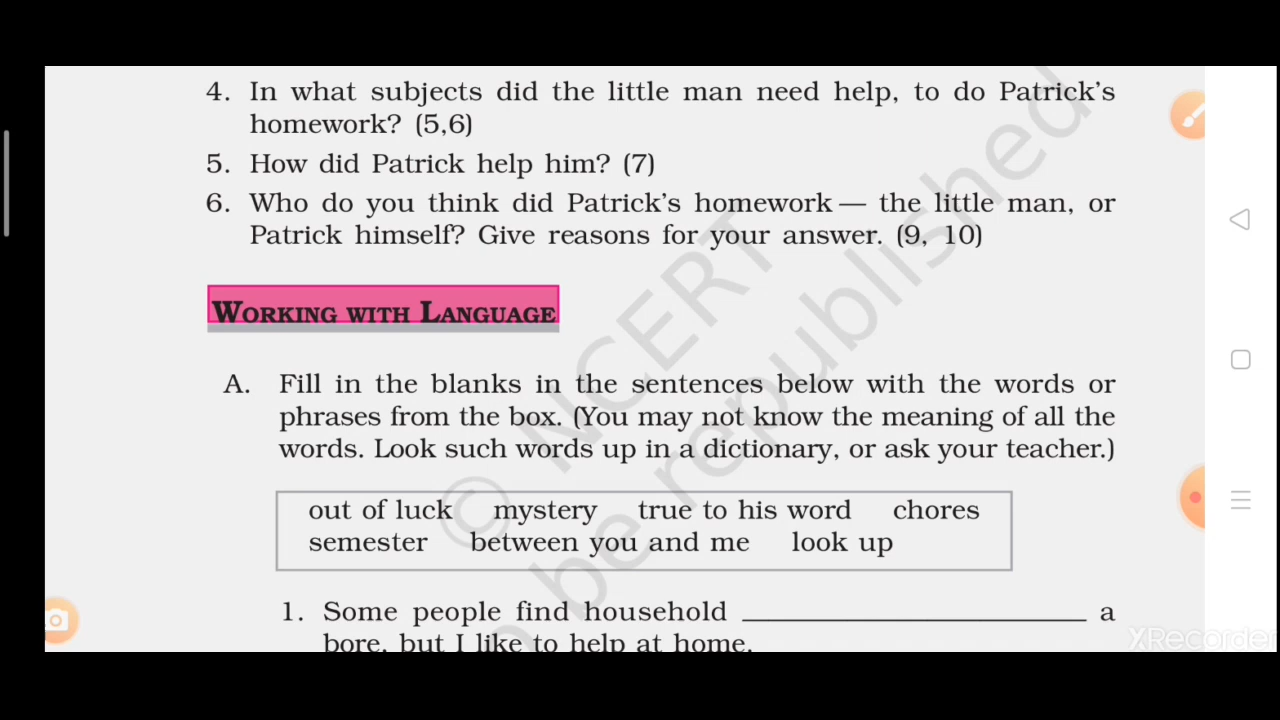 4. In what subjects did the little man need help, to do Patrick's
homework? (5,6)
5. How did Patrick help him? (7)
6. Who do you think did Patrick's homework — the little man, or
Patrick himself? Give reasons for your answer. (9, 10)
WORKING WITH LANGUAGE
A. Fill in the blanks in the sentences below with the words or
phrases from the box. (You may not know the meaning of all the
words. Look such words up in a dictionary, or ask your teacher.)
out of luck mystery true to his word chores
semester between you and me look up
1. Some people find household ____________________ a
bore, but I like to help at home.
© NCERT
be republished
XRecorder